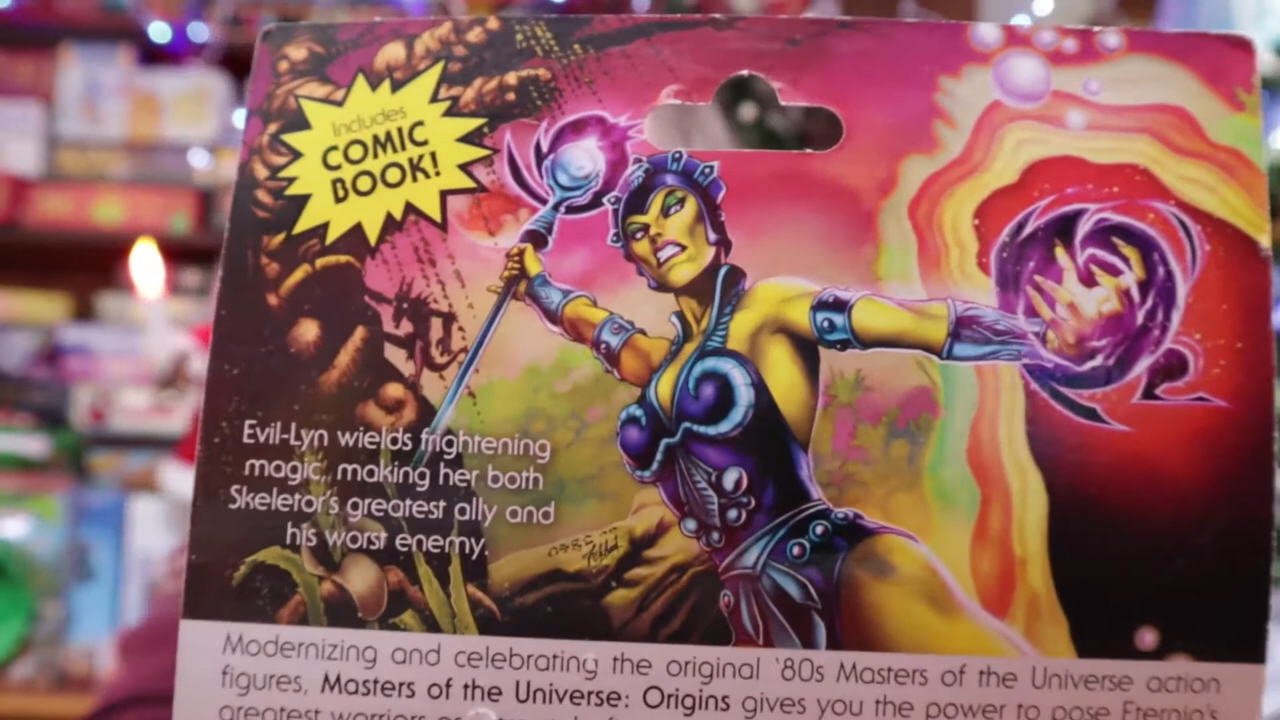 Includes
COMIC
BOOK!
Evil-Lyn wields frightening
magic, making her both
Skeletor's greatest ally and
his worst enemy.
Modernizing and celebrating the original '80s Masters of the Universe action
figures, Masters of the Universe: Origins gives you the power to pose Eternia's
greatest warriors